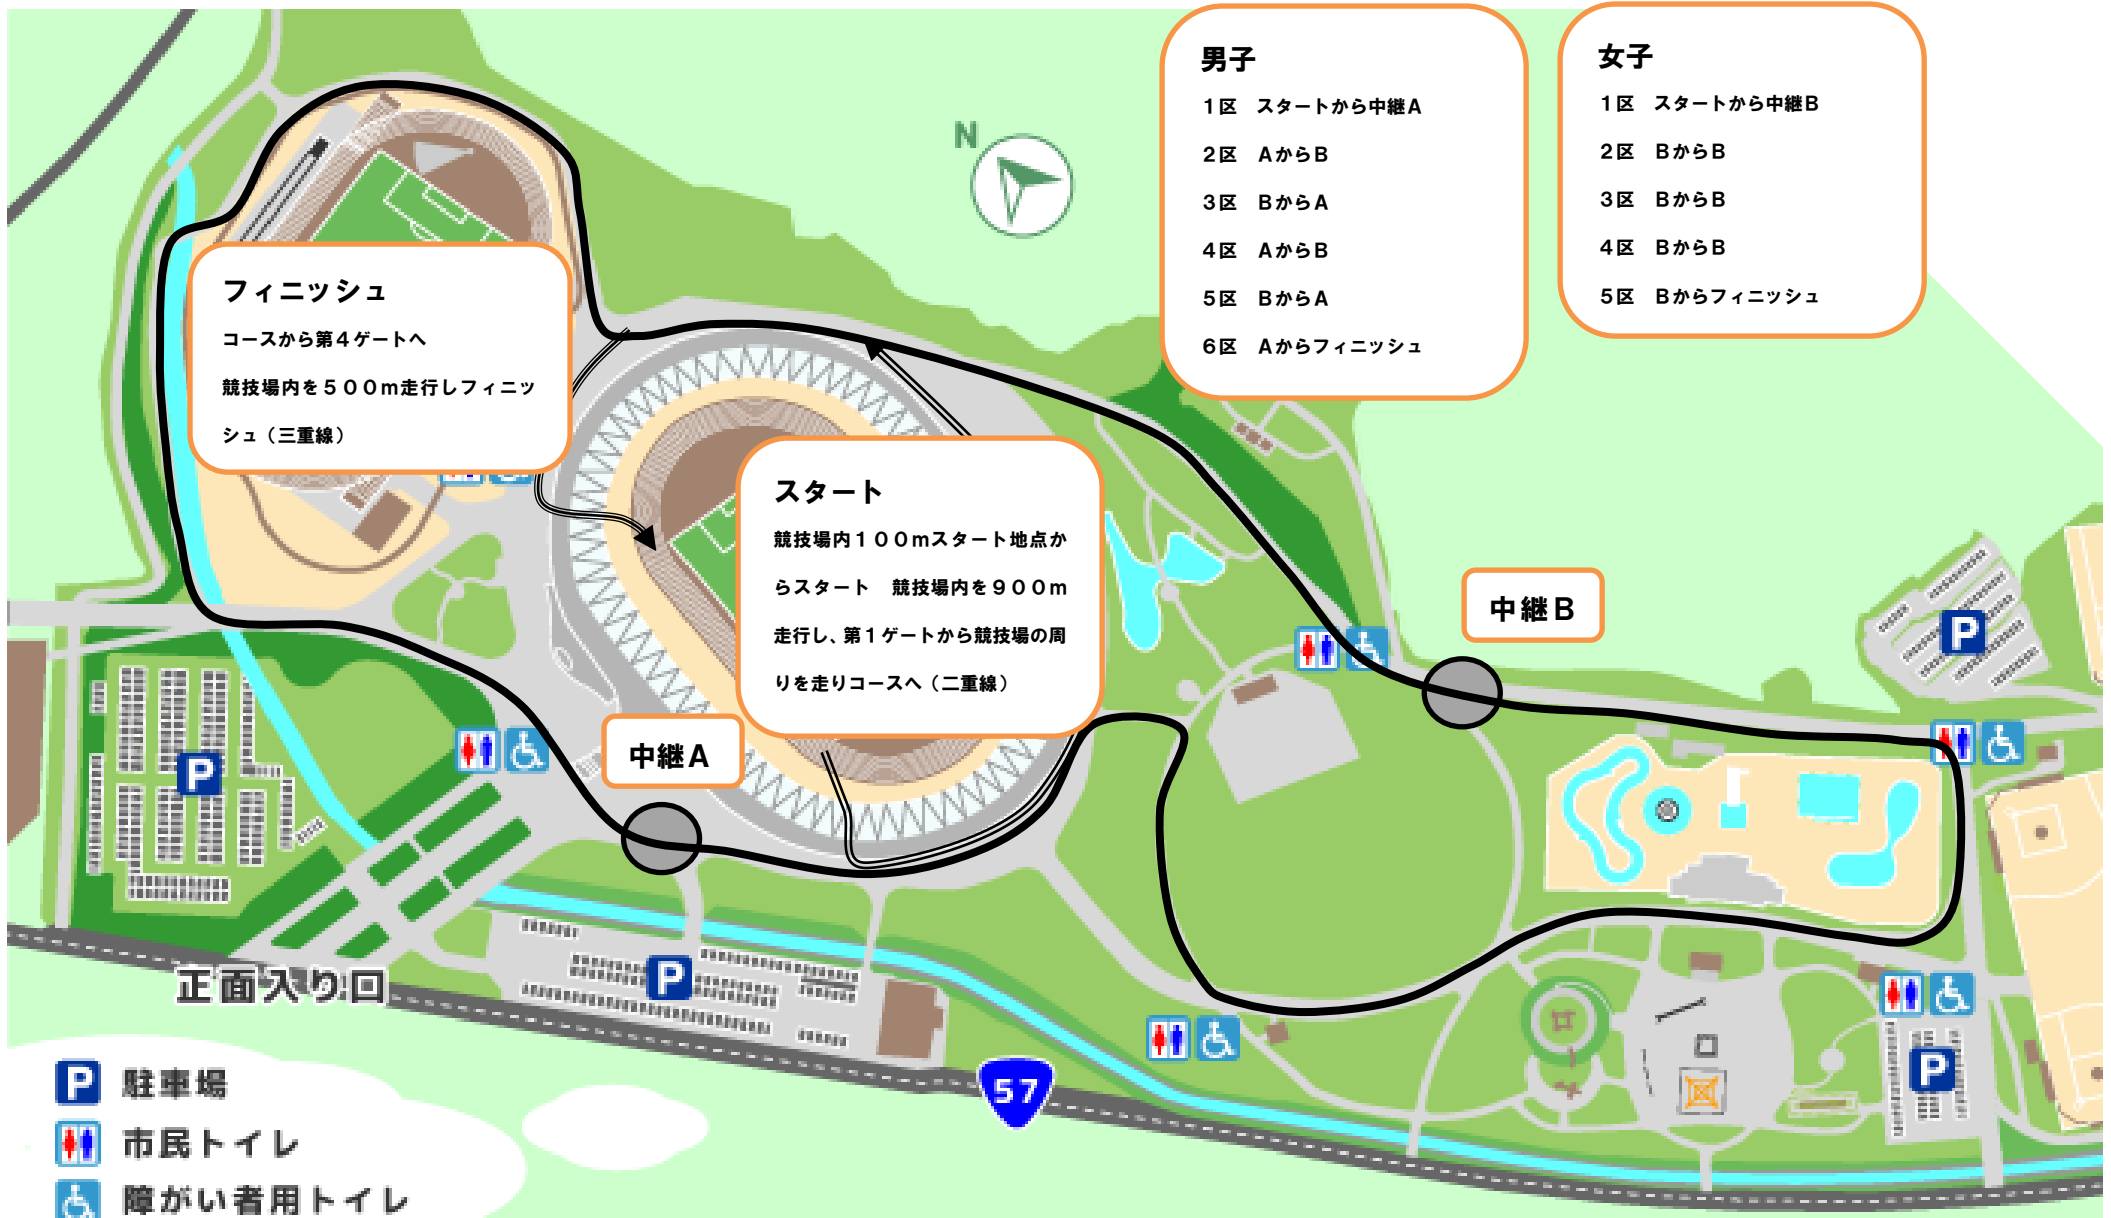 男子
1区 スタートから中継A
2区 AからB
3区 BからA
4区 AからB
5区 BからA
6区 Aからフィニッシュ
女子
1区 スタートから中継B
2区 BからB
3区 BからB
4区 BからB
5区 Bからフィニッシュ
N
フィニッシュ
コースから第4ゲートへ
競技場内を500m走行しフィニッ
シュ（三重線）
スタート
競技場内100mスタート地点か
らスタート 競技場内を900m
走行し、第1ゲートから競技場の周
りを走りコースへ（二重線）
中継B
P
中継A
P
正面入り口
P
57
P
P 駐車場
市民トイレ
障がい者用トイレ